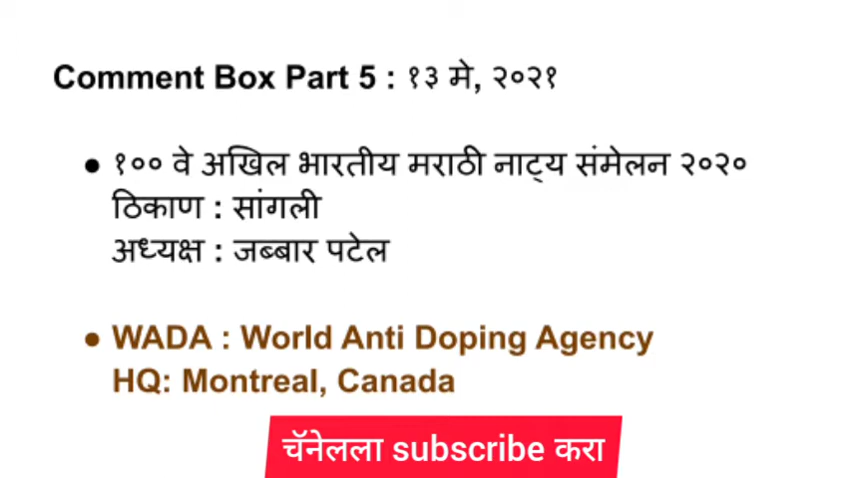 Comment Box Part 5 : १३ मे, २०२१
● १०० वे अखिल भारतीय मराठी नाट्य संमेलन २०२०
ठिकाण : सांगली
अध्यक्ष : जब्बार पटेल
● WADA : World Anti Doping Agency
HQ: Montreal, Canada
चॅनेलला subscribe करा